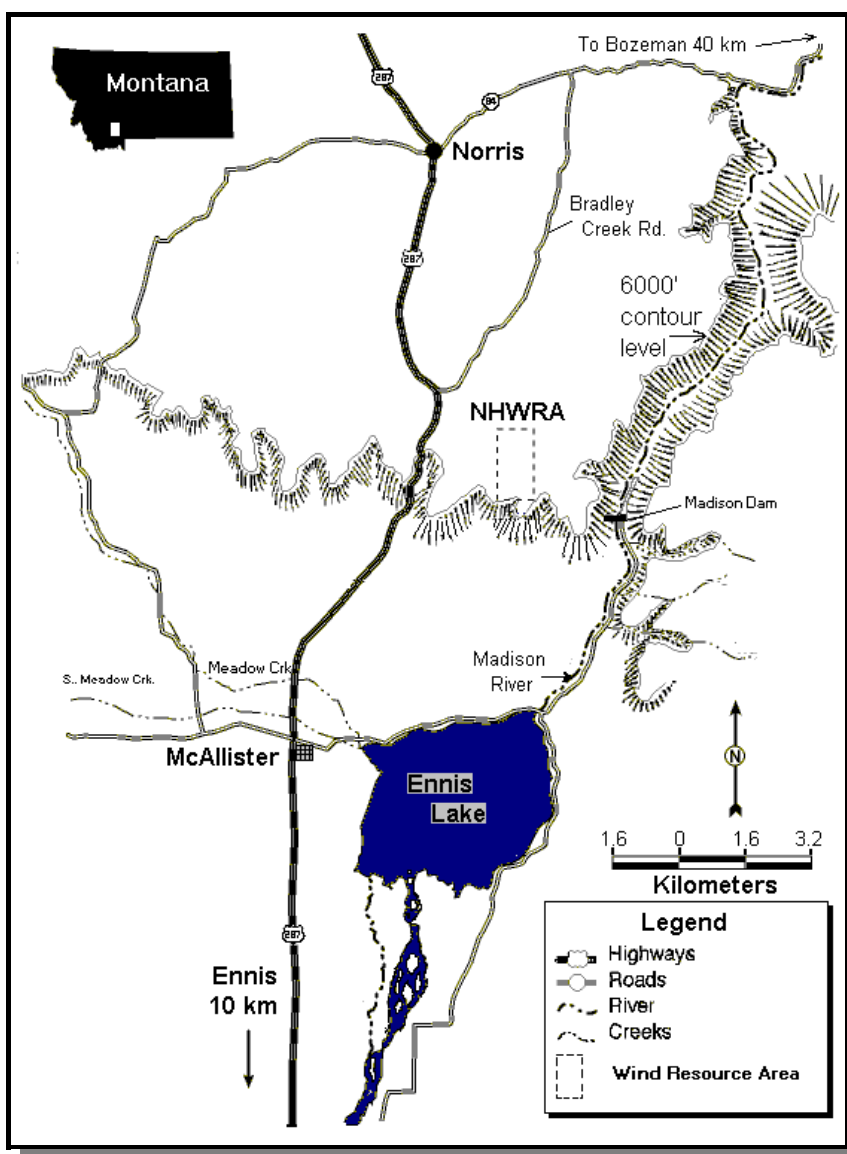 To Bozeman 40 km
Montana
287
84
Norris
Bradley
Creek Rd.
287
6000'
contour
level
NHWRA
Madison Dam
Madison
River
Meadow Crk.
S.. Meadow Crk.
McAllister
Ennis
Lake
N
1.6 0 1.6 3.2
Kilometers
Legend
Highways
Roads
River
Creeks
Wind Resource Area
287
Ennis
10 km